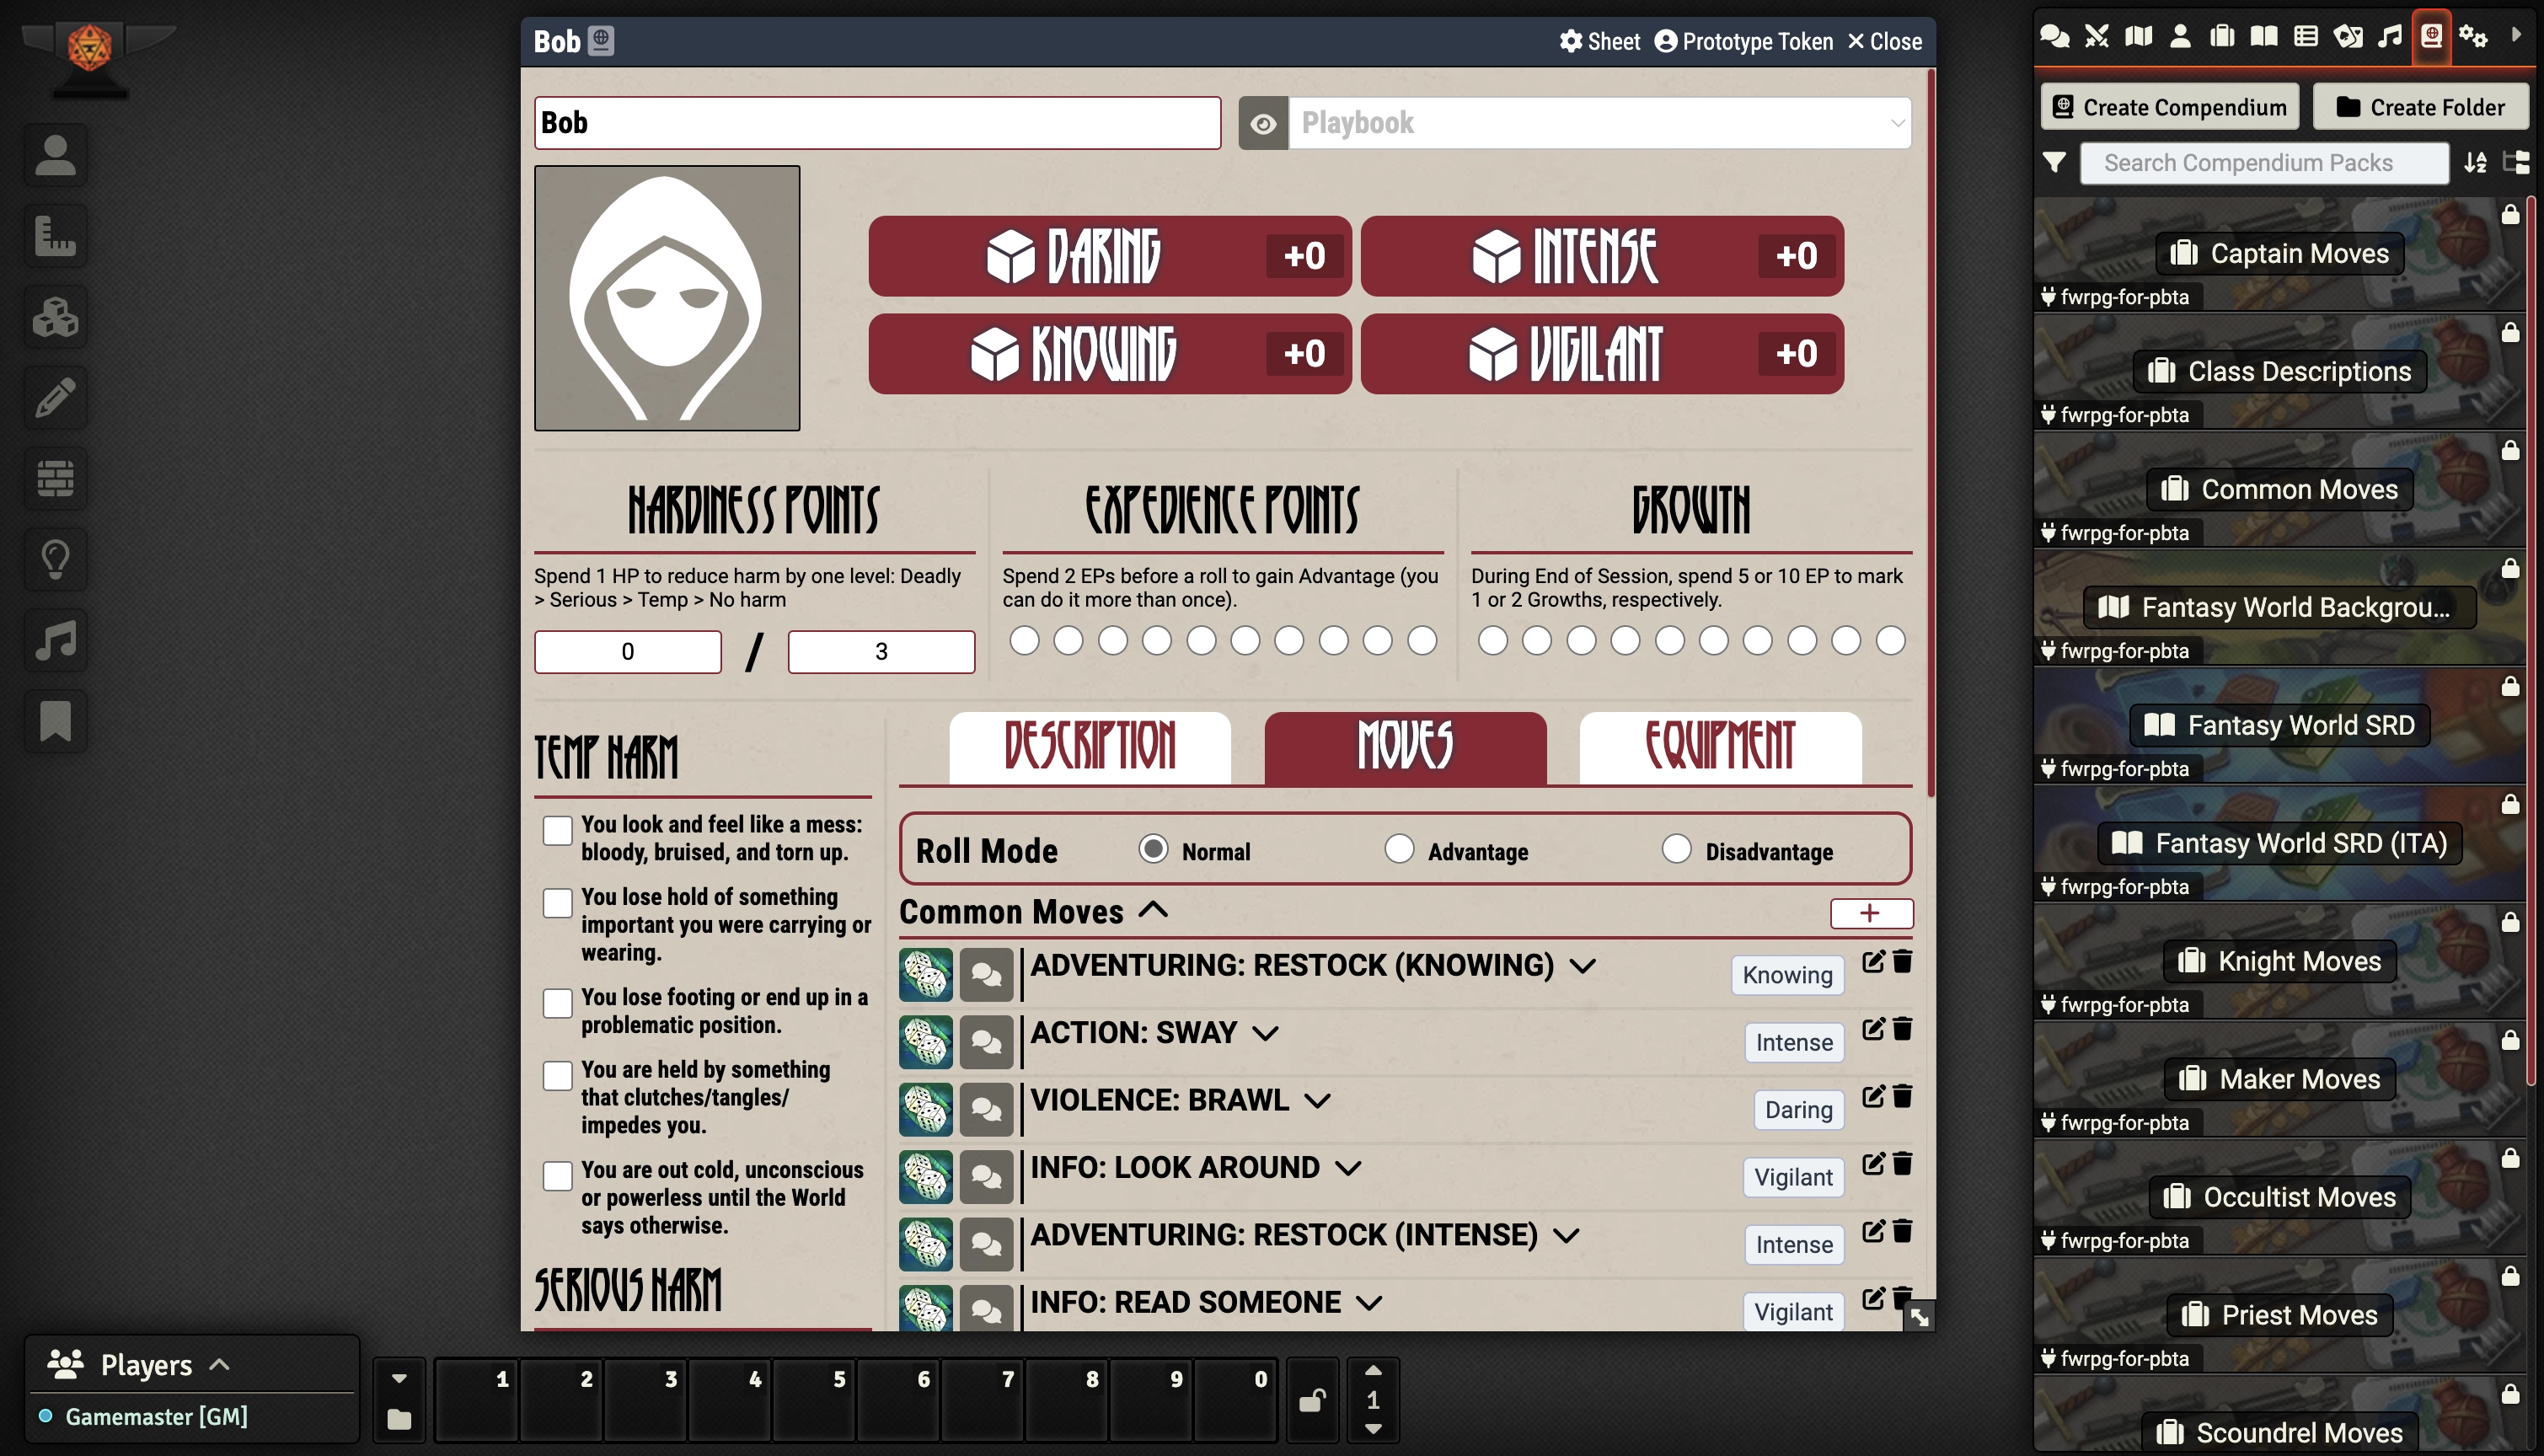 Bob
Sheet
Prototype Token
Close
Bob
Playbook
DARING
+0
INTENSE
+0
KNOWING
+0
VIGILANT
+0
HARDINESS POINTS
Spend 1 HP to reduce harm by one level: Deadly
> Serious > Temp > No harm
0 / 3
EXPEDIENCE POINTS
Spend 2 EPs before a roll to gain Advantage (you
can do it more than once).
GROWTH
During End of Session, spend 5 or 10 EP to mark
1 or 2 Growths, respectively.
TEMP HARM
You look and feel like a mess:
bloody, bruised, and torn up.
You lose hold of something
important you were carrying or
wearing.
You lose footing or end up in a
problematic position.
You are held by something
that clutches/tangles/
impedes you.
You are out cold, unconscious
or powerless until the World
says otherwise.
SERIOUS HARM
DESCRIPTION
MOVES
EQUIPMENT
Roll Mode
Normal
Advantage
Disadvantage
Common Moves
ADVENTURING: RESTOCK (KNOWING)
Knowing
ACTION: SWAY
Intense
VIOLENCE: BRAWL
Daring
INFO: LOOK AROUND
Vigilant
ADVENTURING: RESTOCK (INTENSE)
Intense
INFO: READ SOMEONE
Vigilant
Create Compendium
Create Folder
Search Compendium Packs
Captain Moves
fwrpg-for-pbta
Class Descriptions
fwrpg-for-pbta
Common Moves
fwrpg-for-pbta
Fantasy World Backgrou...
fwrpg-for-pbta
Fantasy World SRD
fwrpg-for-pbta
Fantasy World SRD (ITA)
fwrpg-for-pbta
Knight Moves
fwrpg-for-pbta
Maker Moves
fwrpg-for-pbta
Occultist Moves
fwrpg-for-pbta
Priest Moves
fwrpg-for-pbta
Scoundrel Moves
Players
Gamemaster [GM]
1 2 3 4 5 6 7 8 9 0
1